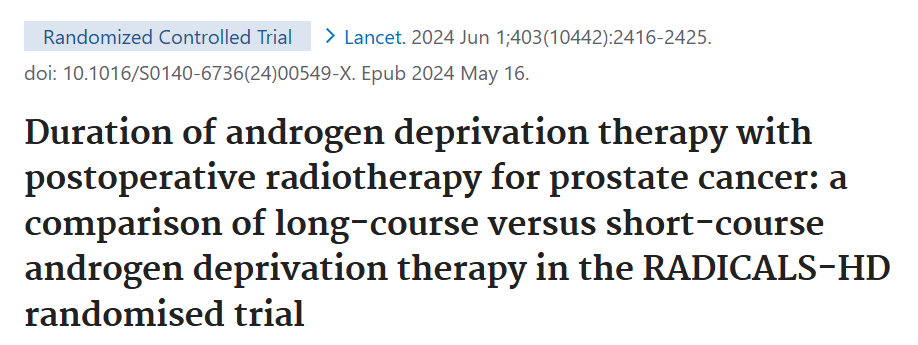 Randomized Controlled Trial > Lancet. 2024 Jun 1;403(10442):2416-2425.
doi: 10.1016/S0140-6736(24)00549-X. Epub 2024 May 16.
Duration of androgen deprivation therapy with
postoperative radiotherapy for prostate cancer: a
comparison of long-course versus short-course
androgen deprivation therapy in the RADICALS-HD
randomised trial